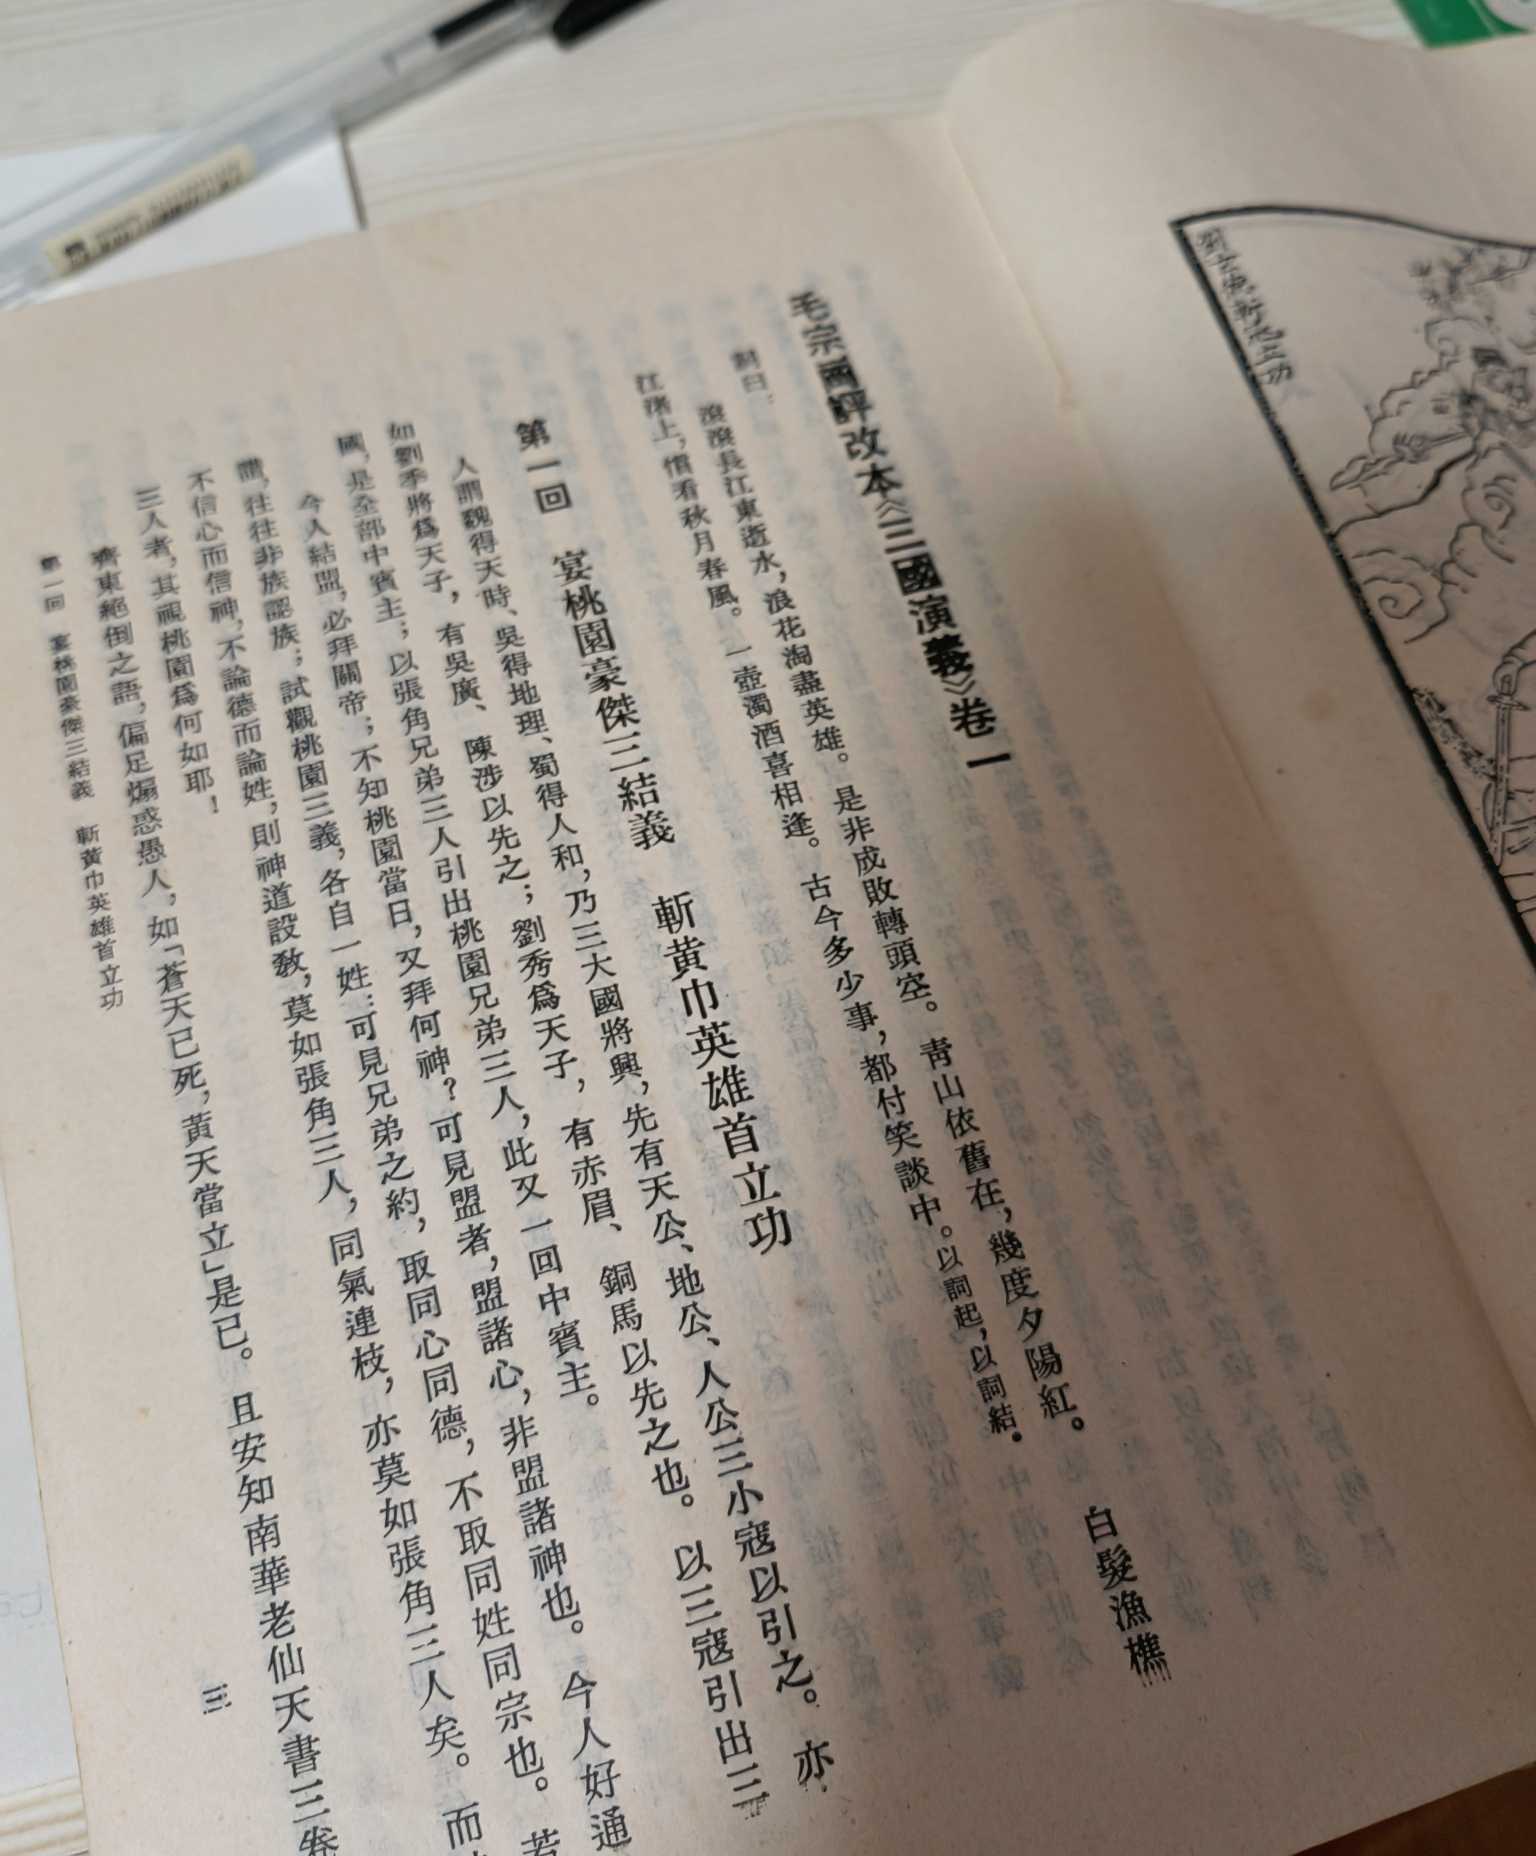 毛宗崗評改本《三國演義》卷一
詞曰：
滾滾長江東逝水，浪花淘盡英雄。是非成敗轉頭空。青山依舊在，幾度夕陽紅。　白髮漁樵
江渚上，慣看秋月春風。一壺濁酒喜相逢。古今多少事，都付笑談中。以詞起，以詞結。
第一回　宴桃園豪傑三結義　斬黃巾英雄首立功
人謂魏得天時、吳得地理、蜀得人和，乃三大國將興，先有天公、地公、人公三小寇以引之。亦
如劉季將爲天子，有吳廣、陳涉以先之；劉秀爲天子，有赤眉、銅馬以先之也。以三寇引出三
國，是全部中賓主；以張角兄弟三人引出桃園兄弟三人，此又一回中賓主。
今人結盟，必拜關帝；不知桃園當日，又拜何神？可見盟者，盟諸心，非盟諸神也。今人好通
譜，往往非族認族；試觀桃園三義，各自一姓：可見兄弟之約，取同心同德，不取同姓同宗也。若
不信心而信神，不論德而論姓，則神道設敎，莫如張角三人，同氣連枝，亦莫如張角三人矣。而
三人者，其視桃園爲何如耶！
齊東絕倒之語，偏足煽惑愚人，如「蒼天已死，黃天當立」是已。且安知南華老仙天書三卷
第一回　宴桃園豪傑三結義　斬黃巾英雄首立功
三
劉玄德斬寇立功